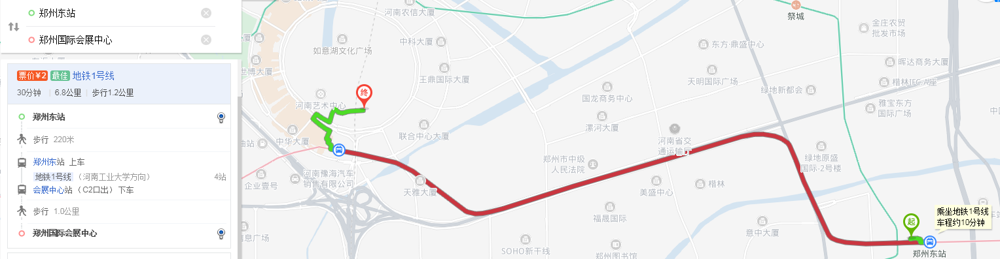 郑州东站
郑州国际会展中心
票价¥2 最佳 地铁1号线
30分钟 6.8公里 步行1.2公里
郑州东站
步行 220米
郑州东站 上车
地铁1号线 (河南工业大学方向) 4站
会展中心站 (C2口出) 下车
步行 1.0公里
郑州国际会展中心
河南农信大厦
祭城
金庄农贸
批发市场
中科大厦
如意湖文化广场
东方·鼎盛中心
世博大厦
晖达商务大厦
王鼎国际大厦
天明国际广场
楷林IEC-A座
绿地新都会
终
国龙商务中心
河南艺术中心
雅宝东方
国际广场
漯河大厦
中华大厦
联合中心大厦
油站
河南省交
通运输厅
郑州市中级
人民法院
绿地原盛
国际-2号楼
企业壹号
河南豫海汽车
销售有限公司
天雅大厦
美盛中心
楷林
乘坐地铁1号线
车程约10分钟
车站
福晟国际
起
意中大厦
信息广场
SOHO新干线
郑州图书馆
郑州东站
中国